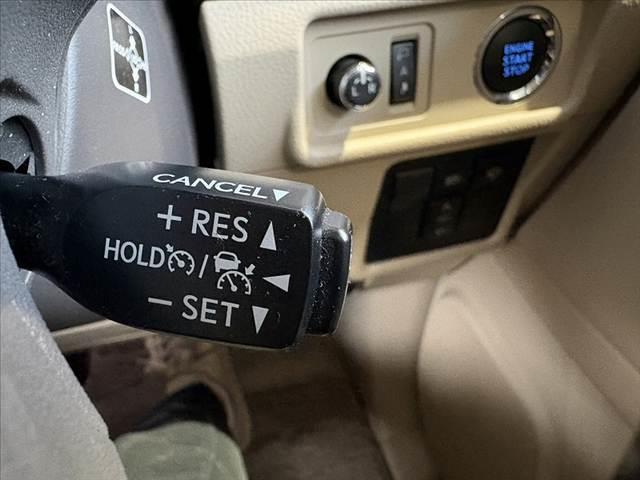 ENGINE
START
STOP
L R
CANCEL▼
+ RES ▲
HOLD / ◀
− SET ▼